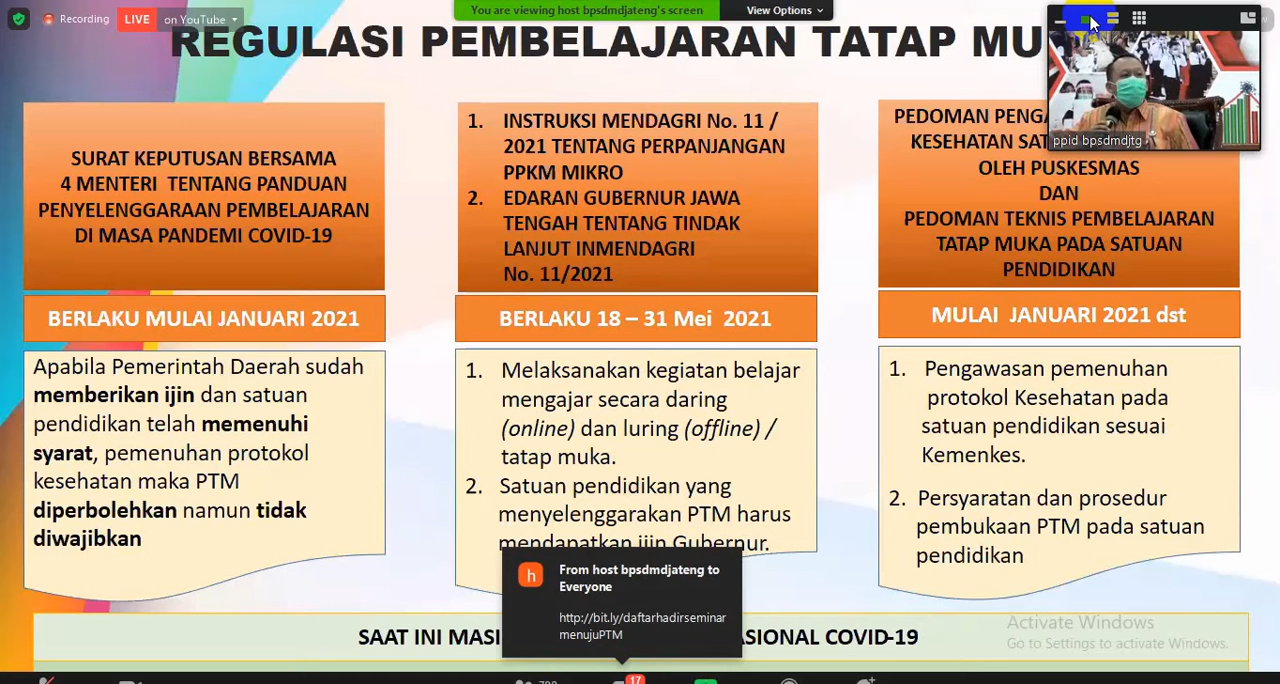 Recording
LIVE
on YouTube
You are viewing host bpsdmdjateng's screen
View Options
REGULASI PEMBELAJARAN TATAP MU
ppid bpsdmdjtg
SURAT KEPUTUSAN BERSAMA
4 MENTERI TENTANG PANDUAN
PENYELENGGARAAN PEMBELAJARAN
DI MASA PANDEMI COVID-19
BERLAKU MULAI JANUARI 2021
Apabila Pemerintah Daerah sudah
memberikan ijin dan satuan
pendidikan telah memenuhi
syarat, pemenuhan protokol
kesehatan maka PTM
diperbolehkan namun tidak
diwajibkan
1. INSTRUKSI MENDAGRI No. 11 /
2021 TENTANG PERPANJANGAN
PPKM MIKRO
2. EDARAN GUBERNUR JAWA
TENGAH TENTANG TINDAK
LANJUT INMENDAGRI
No. 11/2021
BERLAKU 18 – 31 Mei 2021
1. Melaksanakan kegiatan belajar
mengajar secara daring
(online) dan luring (offline) /
tatap muka.
2. Satuan pendidikan yang
menyelenggarakan PTM harus
mendapatkan ijin Gubernur.
PEDOMAN
KESEHATAN
OLEH PUSKESMAS
DAN
PEDOMAN TEKNIS PEMBELAJARAN
TATAP MUKA PADA SATUAN
PENDIDIKAN
MULAI JANUARI 2021 dst
1. Pengawasan pemenuhan
protokol Kesehatan pada
satuan pendidikan sesuai
Kemenkes.
2. Persyaratan dan prosedur
pembukaan PTM pada satuan
pendidikan
From host bpsdmdjateng to
Everyone
http://bit.ly/daftarhadirseminar
menujuPTM
SAAT INI MASI ASIONAL COVID-19
Activate Windows
Go to Settings to activate Windows.
17